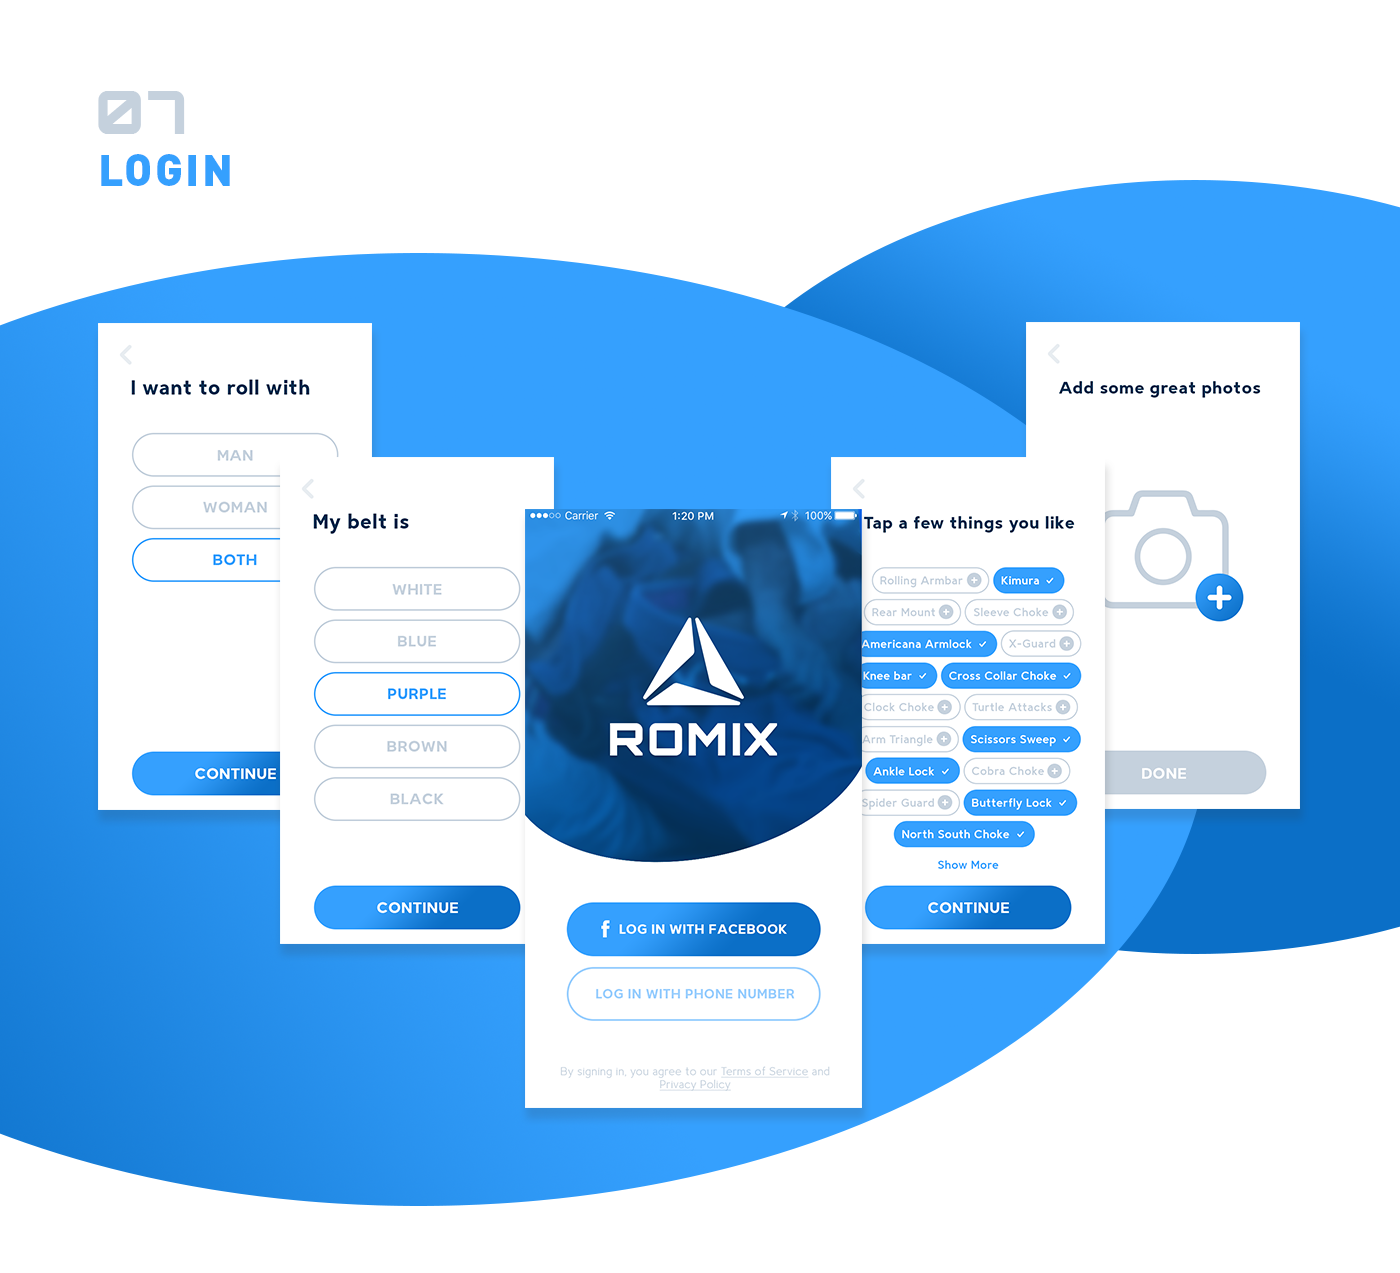 07
LOGIN
I want to roll with
MAN
WOMAN
BOTH
CONTINUE
My belt is
WHITE
BLUE
PURPLE
BROWN
BLACK
CONTINUE
Carrier 1:20 PM 100%
ROMIX
f LOG IN WITH FACEBOOK
LOG IN WITH PHONE NUMBER
By signing in, you agree to our Terms of Service and
Privacy Policy
Tap a few things you like
Rolling Armbar Kimura
Rear Mount Sleeve Choke
Americana Armlock X-Guard
Knee bar Cross Collar Choke
Clock Choke Turtle Attacks
Arm Triangle Scissors Sweep
Ankle Lock Cobra Choke
Spider Guard Butterfly Lock
North South Choke
Show More
CONTINUE
Add some great photos
DONE